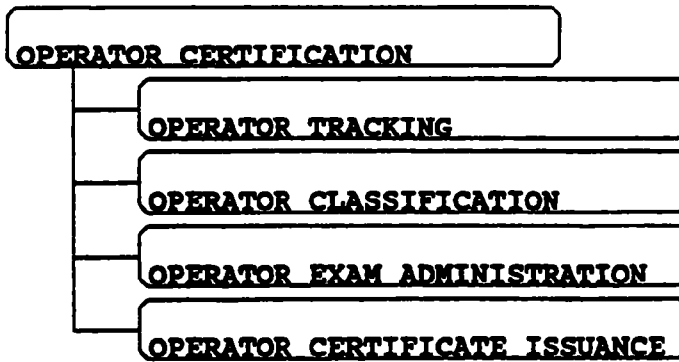 OPERATOR CERTIFICATION
OPERATOR TRACKING
OPERATOR CLASSIFICATION
OPERATOR EXAM ADMINISTRATION
OPERATOR CERTIFICATE ISSUANCE